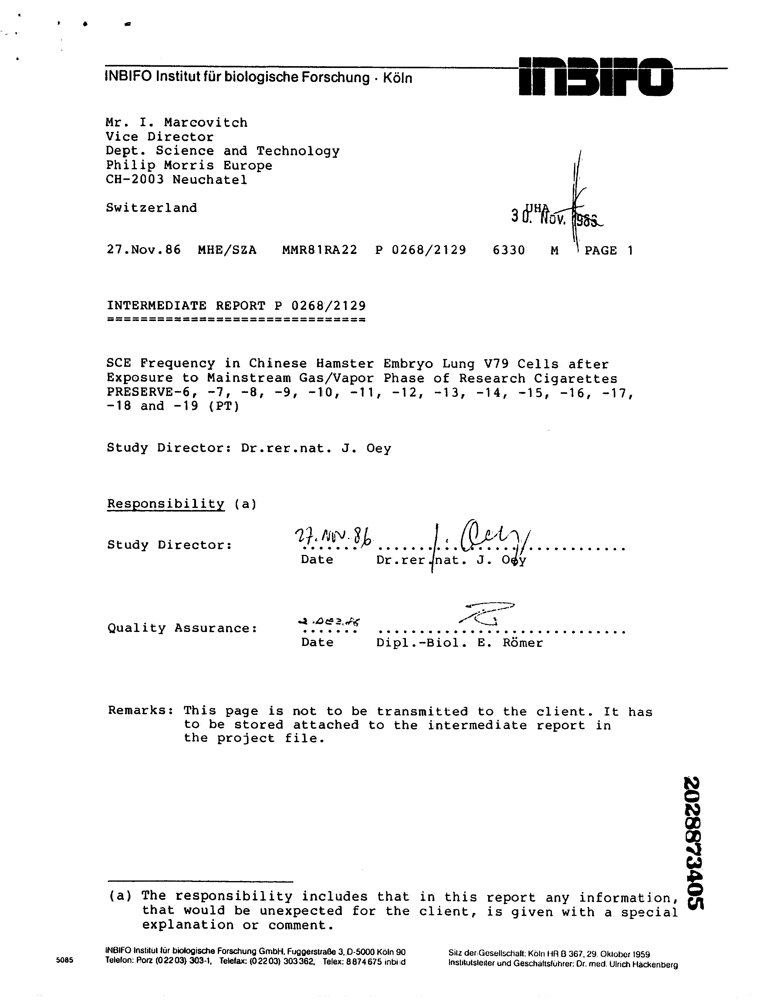 INBIFO Institut für biologische Forschung · Köln
INBIFO
Mr. I. Marcovitch
Vice Director
Dept. Science and Technology
Philip Morris Europe
CH-2003 Neuchatel
Switzerland
UHA
30. Nov.
27.Nov.86 MHE/SZA MMR81RA22 P 0268/2129 6330 M PAGE 1
INTERMEDIATE REPORT P 0268/2129
===============================
SCE Frequency in Chinese Hamster Embryo Lung V79 Cells after
Exposure to Mainstream Gas/Vapor Phase of Research Cigarettes
PRESERVE-6, -7, -8, -9, -10, -11, -12, -13, -14, -15, -16, -17,
-18 and -19 (PT)
Study Director: Dr.rer.nat. J. Oey
Responsibility (a)
27. Nov. 86 J. Oey
Study Director: ....... ..............................
Date Dr.rer.nat. J. Oey
Quality Assurance: ....... ..............................
Date Dipl.-Biol. E. Römer
Remarks: This page is not to be transmitted to the client. It has
to be stored attached to the intermediate report in
the project file.
2028873405
(a) The responsibility includes that in this report any information,
that would be unexpected for the client, is given with a special
explanation or comment.
5085
INBIFO Institut für biologische Forschung GmbH, Fuggerstraße 3, D-5000 Köln 90
Telefon: Porz (02203) 303-1, Telefax: (02203) 303362, Telex: 8874675 inbi d
Sitz der Gesellschaft: Köln HR B 367, 29. Oktober 1959
Institutsleiter und Geschäftsführer: Dr. med. Ulrich Hackenberg